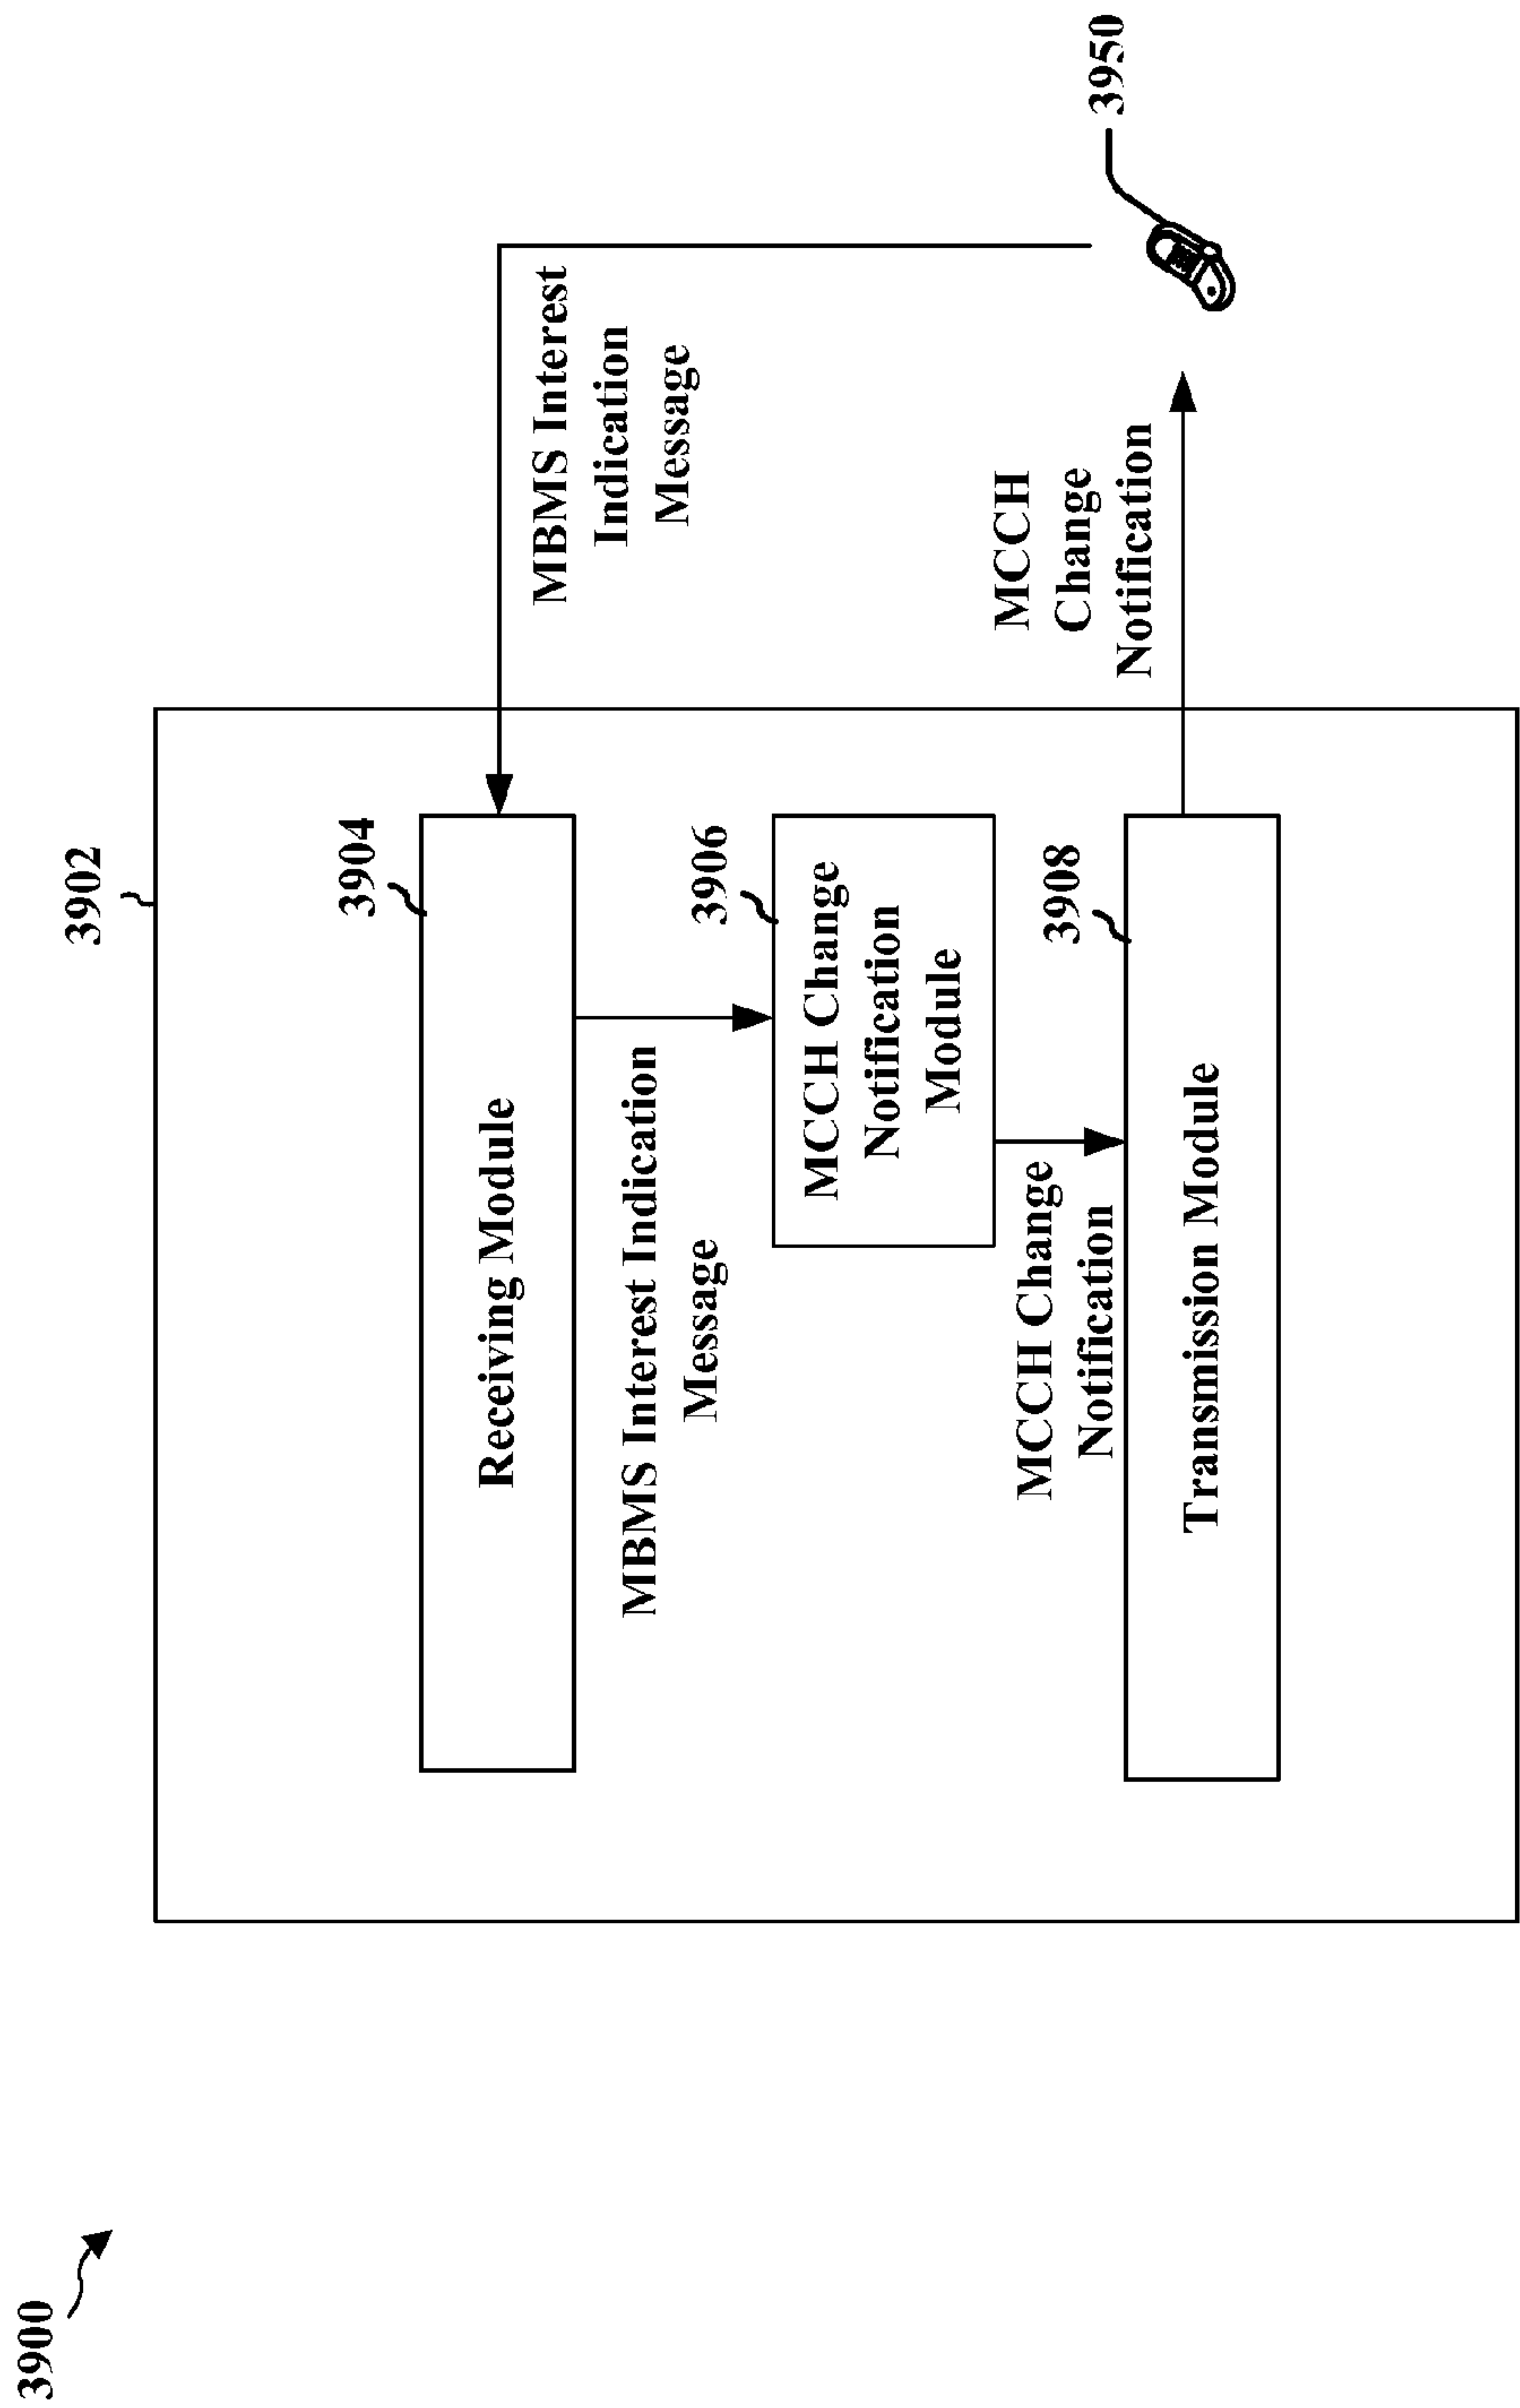 3900
3902
3904
Receiving Module
MBMS Interest Indication
Message
3906
MCCH Change
Notification
Module
MCCH Change
Notification
3908
Transmission Module
MBMS Interest
Indication
Message
MCCH
Change
Notification
3950